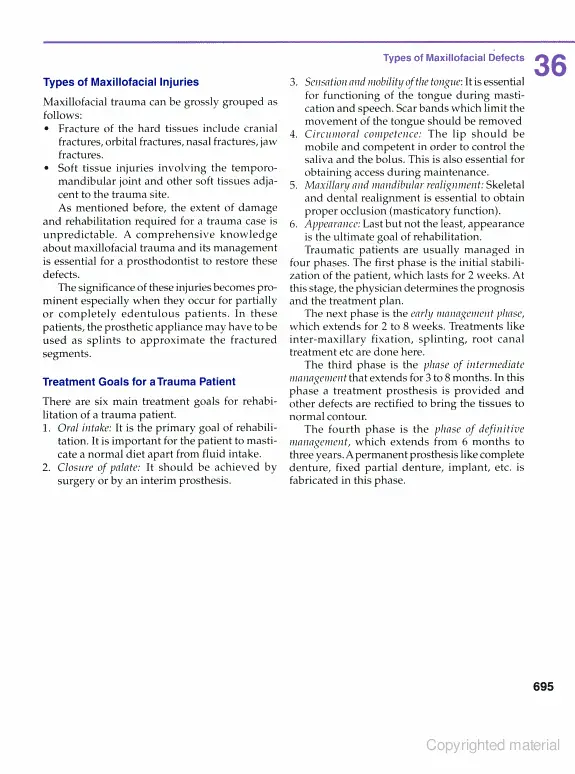 Types of Maxillofacial Defects 36
Types of Maxillofacial Injuries
Maxillofacial trauma can be grossly grouped as
follows:
• Fracture of the hard tissues include cranial
fractures, orbital fractures, nasal fractures, jaw
fractures.
• Soft tissue injuries involving the temporo-
mandibular joint and other soft tissues adja-
cent to the trauma site.
As mentioned before, the extent of damage
and rehabilitation required for a trauma case is
unpredictable. A comprehensive knowledge
about maxillofacial trauma and its management
is essential for a prosthodontist to restore these
defects.
The significance of these injuries becomes pro-
minent especially when they occur for partially
or completely edentulous patients. In these
patients, the prosthetic appliance may have to be
used as splints to approximate the fractured
segments.
Treatment Goals for a Trauma Patient
There are six main treatment goals for rehabi-
litation of a trauma patient.
1. Oral intake: It is the primary goal of rehabili-
tation. It is important for the patient to masti-
cate a normal diet apart from fluid intake.
2. Closure of palate: It should be achieved by
surgery or by an interim prosthesis.
3. Sensation and mobility of the tongue: It is essential
for functioning of the tongue during masti-
cation and speech. Scar bands which limit the
movement of the tongue should be removed
4. Circumoral competence: The lip should be
mobile and competent in order to control the
saliva and the bolus. This is also essential for
obtaining access during maintenance.
5. Maxillary and mandibular realignment: Skeletal
and dental realignment is essential to obtain
proper occlusion (masticatory function).
6. Appearance: Last but not the least, appearance
is the ultimate goal of rehabilitation.
Traumatic patients are usually managed in
four phases. The first phase is the initial stabili-
zation of the patient, which lasts for 2 weeks. At
this stage, the physician determines the prognosis
and the treatment plan.
The next phase is the early management phase,
which extends for 2 to 8 weeks. Treatments like
inter-maxillary fixation, splinting, root canal
treatment etc are done here.
The third phase is the phase of intermediate
management that extends for 3 to 8 months. In this
phase a treatment prosthesis is provided and
other defects are rectified to bring the tissues to
normal contour.
The fourth phase is the phase of definitive
management, which extends from 6 months to
three years. A permanent prosthesis like complete
denture, fixed partial denture, implant, etc. is
fabricated in this phase.
695
Copyrighted material